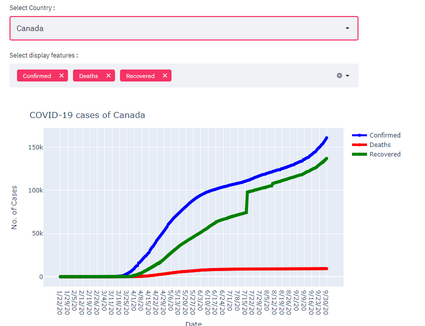 Select Country :
Canada
Select display features :
Confirmed × Deaths × Recovered ×
COVID-19 cases of Canada
No. of Cases
150k
100k
50k
0
Confirmed
Deaths
Recovered
1/22/20
1/29/20
2/5/20
2/12/20
2/19/20
2/26/20
3/4/20
3/11/20
3/18/20
3/25/20
4/1/20
4/8/20
4/15/20
4/22/20
4/29/20
5/6/20
5/13/20
5/20/20
5/27/20
6/3/20
6/10/20
6/17/20
6/24/20
7/1/20
7/8/20
7/15/20
7/22/20
7/29/20
8/5/20
8/12/20
8/19/20
8/26/20
9/2/20
9/9/20
9/16/20
9/23/20
9/30/20
Date